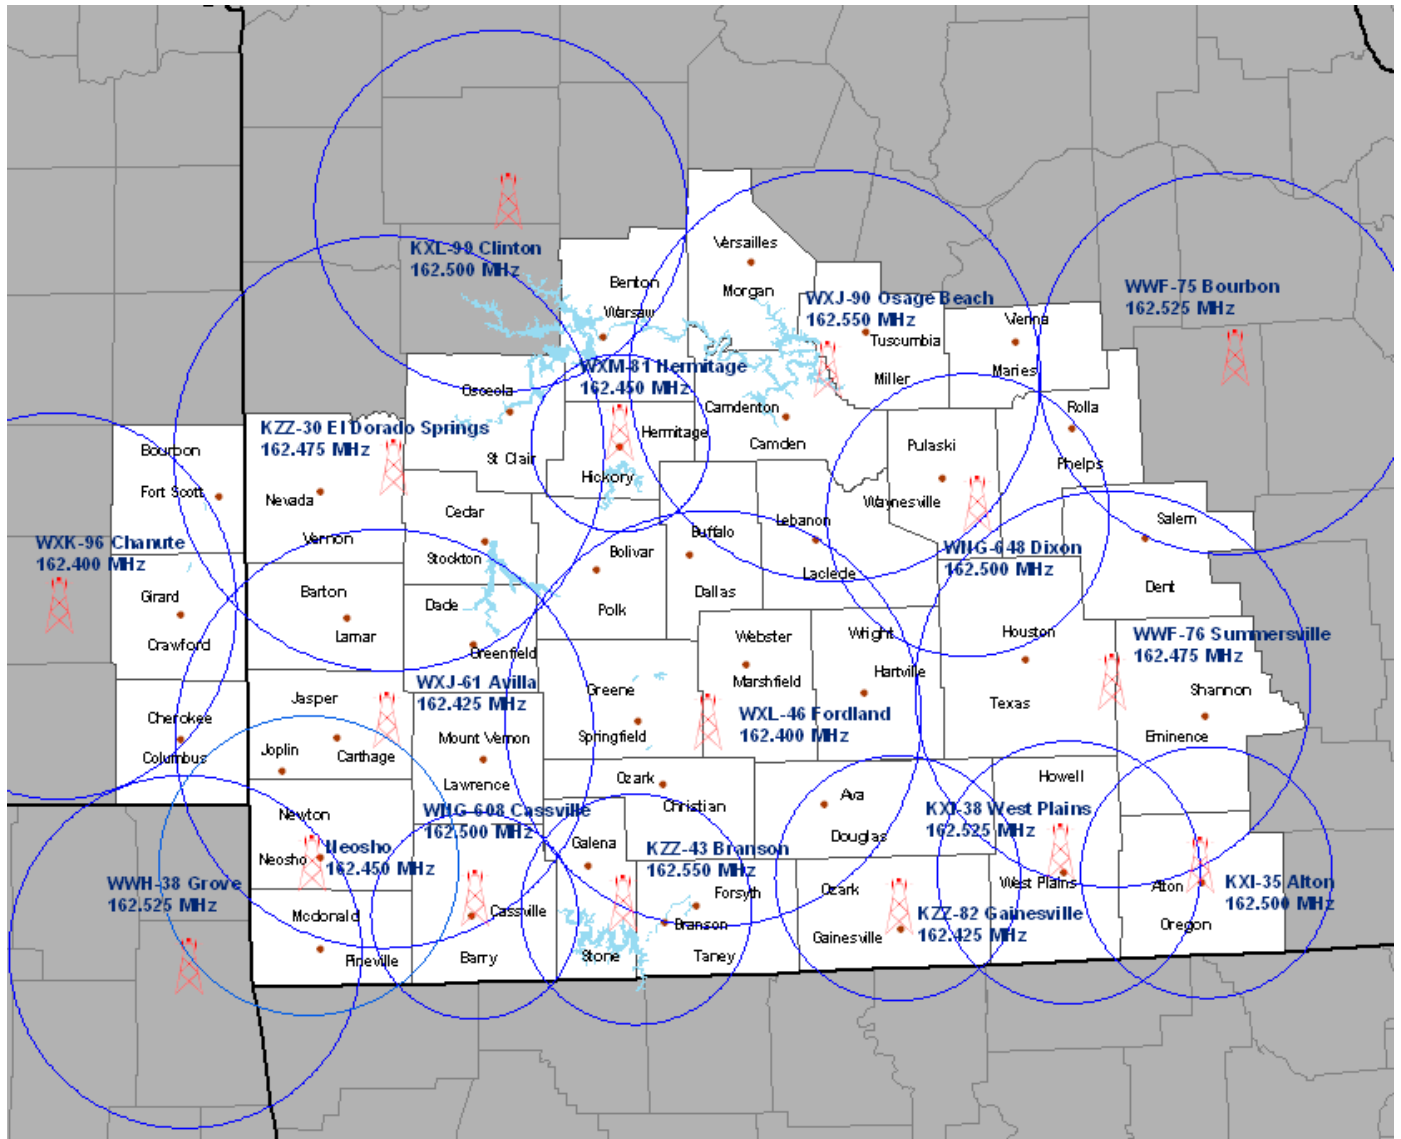 Versailles
KXL-99 Clinton
162.500 MHz
Benton
Morgan
WXJ-90 Osage Beach
162.550 MHz
WWF-75 Bourbon
162.525 MHz
Warsaw
Vienna
Tuscumbia
WXM-81 Hermitage
162.450 MHz
Maries
Miller
Osceola
Camdenton
Rolla
KZZ-30 El Dorado Springs
162.475 MHz
Hermitage
Camden
Pulaski
Bourbon
St Clair
Phelps
Hickory
Fort Scott
Nevada
Waynesville
Cedar
Lebanon
Salem
Vernon
Buffalo
WXK-96 Chanute
162.400 MHz
Stockton
Bolivar
WNG-648 Dixon
162.500 MHz
Laclede
Girard
Barton
Dade
Polk
Dallas
Dent
Lamar
Webster
Wright
Houston
WWF-76 Summersville
162.475 MHz
Crawford
Greenfield
Hartville
WXJ-61 Avilla
162.425 MHz
Marshfield
Greene
Shannon
Jasper
Texas
Cherokee
WXL-46 Fordland
162.400 MHz
Joplin
Carthage
Mount Vernon
Springfield
Eminence
Columbus
Lawrence
Ozark
Howell
Christian
Ava
Newton
WNG-608 Cassville
162.500 MHz
KXI-38 West Plains
162.525 MHz
Douglas
Galena
Neosho
Neosho
162.450 MHz
KZZ-43 Branson
162.550 MHz
WWH-38 Grove
162.525 MHz
Forsyth
Ozark
West Plains
Alton
KXI-35 Alton
162.500 MHz
Mcdonald
Cassville
Branson
KZZ-82 Gainesville
162.425 MHz
Oregon
Gainesville
Pineville
Barry
Stone
Taney